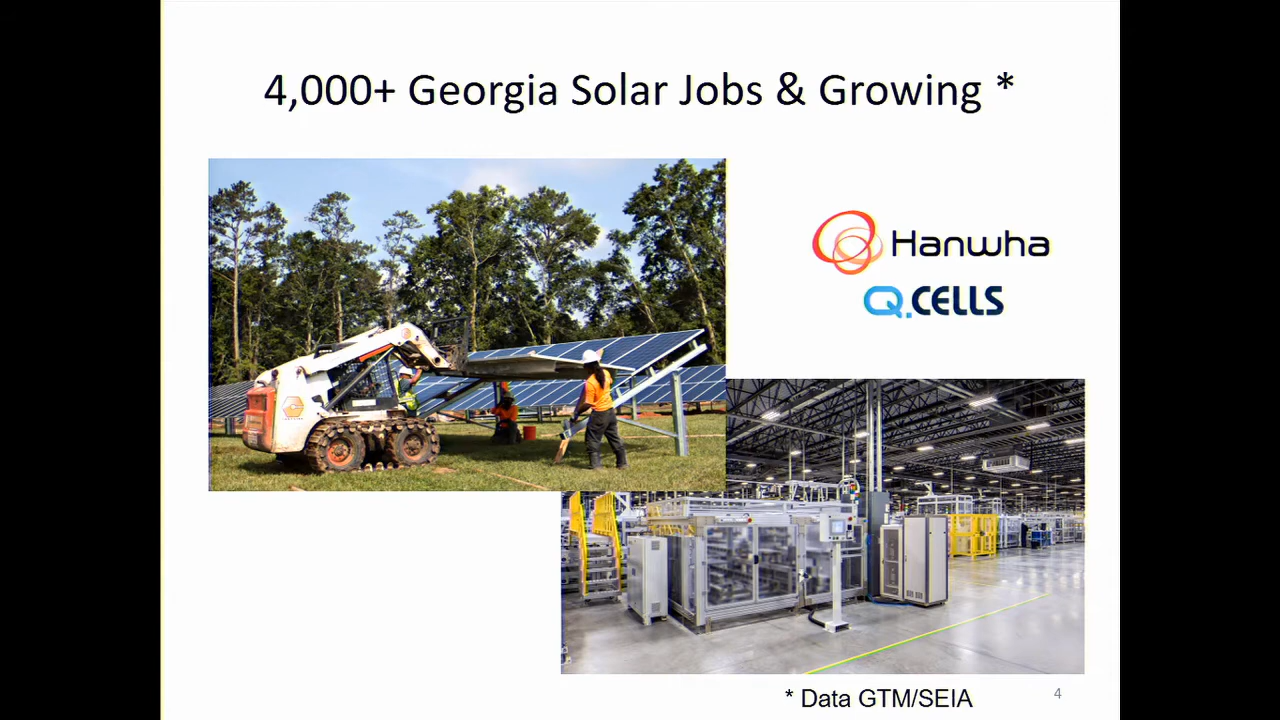 4,000+ Georgia Solar Jobs & Growing *
Hanwha
Q.CELLS
* Data GTM/SEIA
4